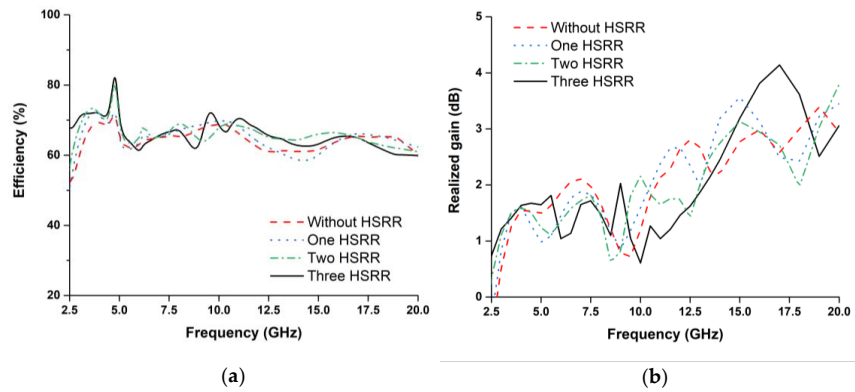 100
80
60
40
20
Efficiency (%)
Without HSRR
One HSRR
Two HSRR
Three HSRR
2.5 5.0 7.5 10.0 12.5 15.0 17.5 20.0
Frequency (GHz)
(a)
5
4
3
2
1
0
Realized gain (dB)
Without HSRR
One HSRR
Two HSRR
Three HSRR
2.5 5.0 7.5 10.0 12.5 15.0 17.5 20.0
Frequency (GHz)
(b)